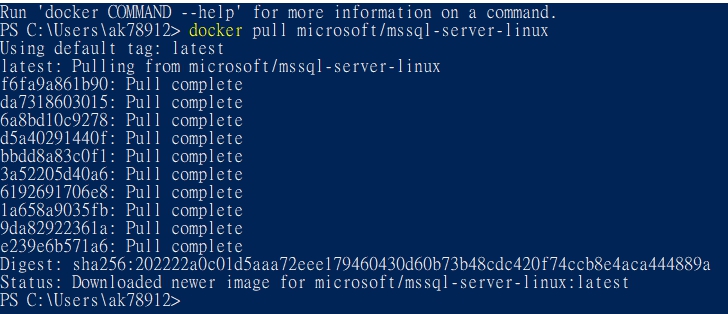 Run 'docker COMMAND --help' for more information on a command.
PS C:\Users\ak78912> docker pull microsoft/mssql-server-linux
Using default tag: latest
latest: Pulling from microsoft/mssql-server-linux
f6fa9a861b90: Pull complete
da7318603015: Pull complete
6a8bd10c9278: Pull complete
d5a40291440f: Pull complete
bbdd8a83c0f1: Pull complete
3a52205d40a6: Pull complete
6192691706e8: Pull complete
1a658a9035fb: Pull complete
9da82922361a: Pull complete
e239e6b571a6: Pull complete
Digest: sha256:202222a0c01d5aaa72eee179460430d60b73b48cdc420f74ccb8e4aca444889a
Status: Downloaded newer image for microsoft/mssql-server-linux:latest
PS C:\Users\ak78912>